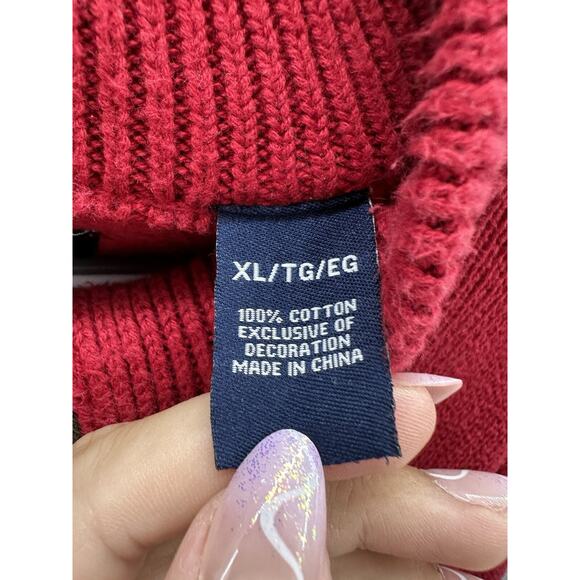 XL/TG/EG
100% COTTON
EXCLUSIVE OF
DECORATION
MADE IN CHINA